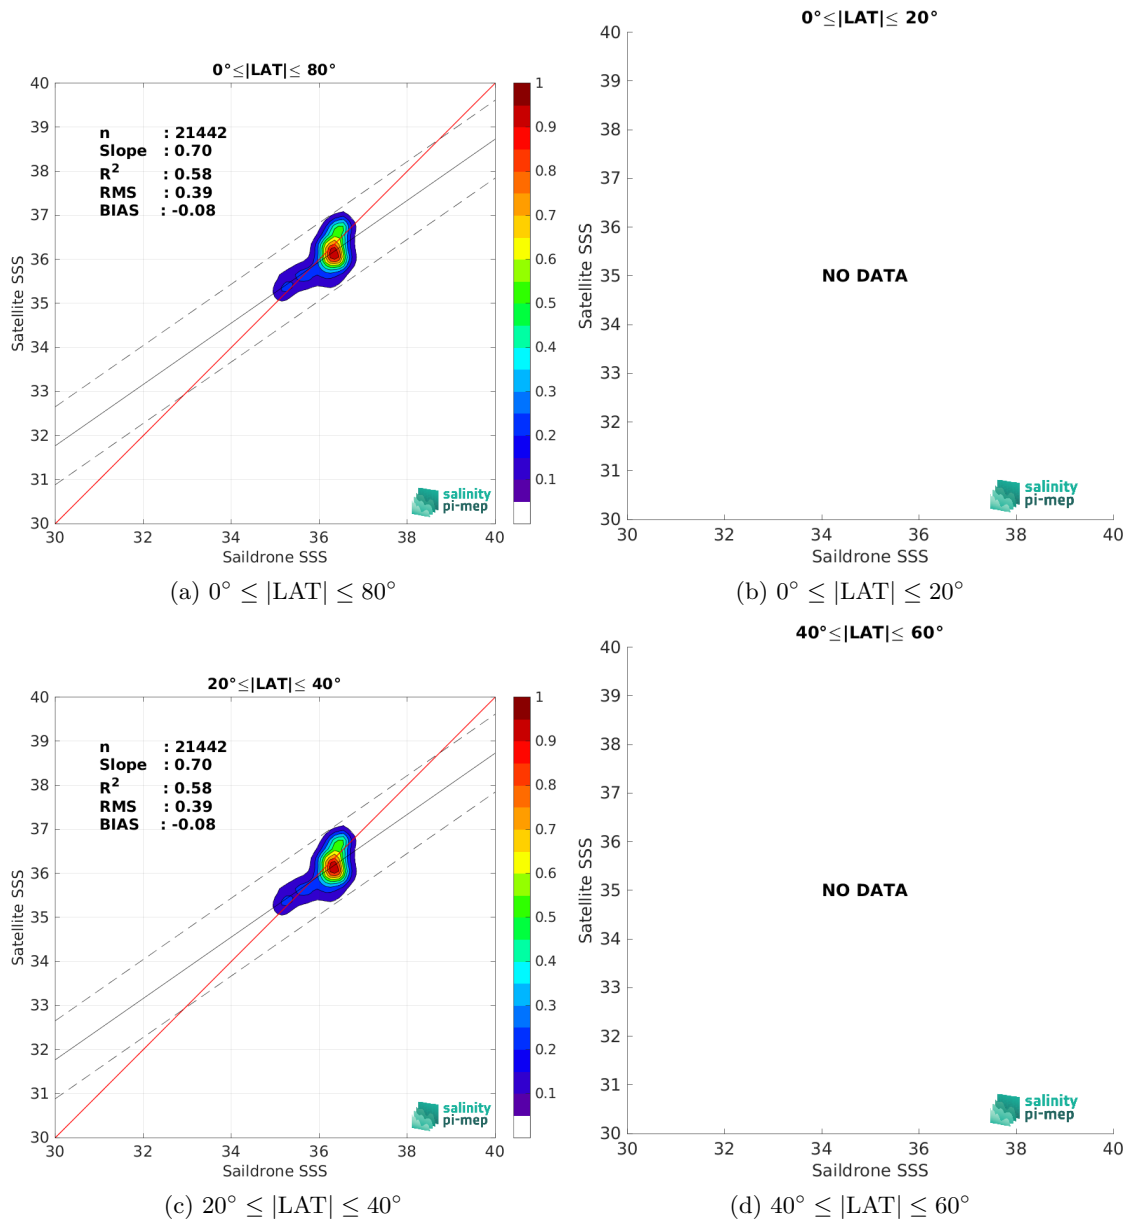 0°≤|LAT|≤ 80°
40
39
38
37
36
35
34
33
32
31
30
Satellite SSS
n : 21442
Slope : 0.70
R² : 0.58
RMS : 0.39
BIAS : -0.08
salinity
pi-mep
30 32 34 36 38 40
Saildrone SSS
1
0.9
0.8
0.7
0.6
0.5
0.4
0.3
0.2
0.1
(a) 0° ≤ |LAT| ≤ 80°
0°≤|LAT|≤ 20°
40
39
38
37
36
35
34
33
32
31
30
Satellite SSS
NO DATA
salinity
pi-mep
30 32 34 36 38 40
Saildrone SSS
(b) 0° ≤ |LAT| ≤ 20°
20°≤|LAT|≤ 40°
40
39
38
37
36
35
34
33
32
31
30
Satellite SSS
n : 21442
Slope : 0.70
R² : 0.58
RMS : 0.39
BIAS : -0.08
salinity
pi-mep
30 32 34 36 38 40
Saildrone SSS
1
0.9
0.8
0.7
0.6
0.5
0.4
0.3
0.2
0.1
(c) 20° ≤ |LAT| ≤ 40°
40°≤|LAT|≤ 60°
40
39
38
37
36
35
34
33
32
31
30
Satellite SSS
NO DATA
salinity
pi-mep
30 32 34 36 38 40
Saildrone SSS
(d) 40° ≤ |LAT| ≤ 60°